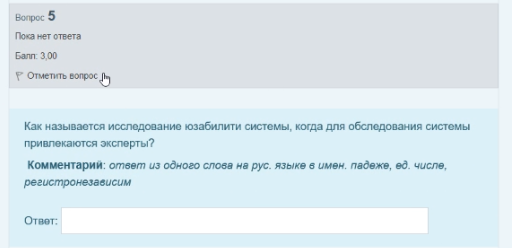 Вопрос 5
Пока нет ответа
Балл: 3,00
Отметить вопрос
Как называется исследование юзабилити системы, когда для обследования системы
привлекаются эксперты?
Комментарий: ответ из одного слова на рус. языке в имен. падеже, ед. числе,
регистронезависим
Ответ: